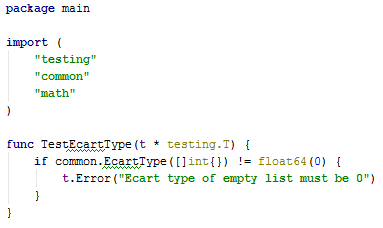 package main
import (
"testing"
"common"
"math"
)
func TestEcartType(t * testing.T) {
if common.EcartType([]int{}) != float64(0) {
t.Error("Ecart type of empty list must be 0")
}
}